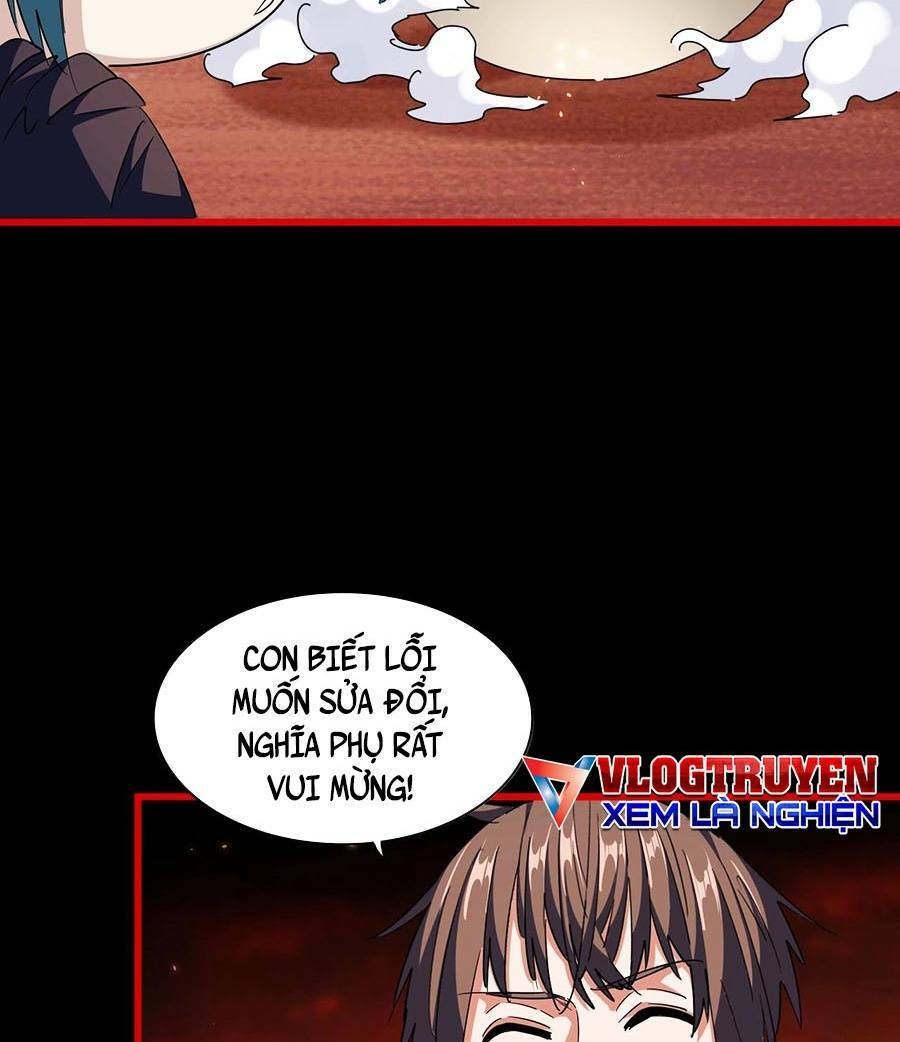 CON BIẾT LỖI
MUỐN SỬA ĐỔI,
NGHĨA PHỤ RẤT
VUI MỪNG!
VLOGTRUYEN
XEM LÀ NGHIỆN